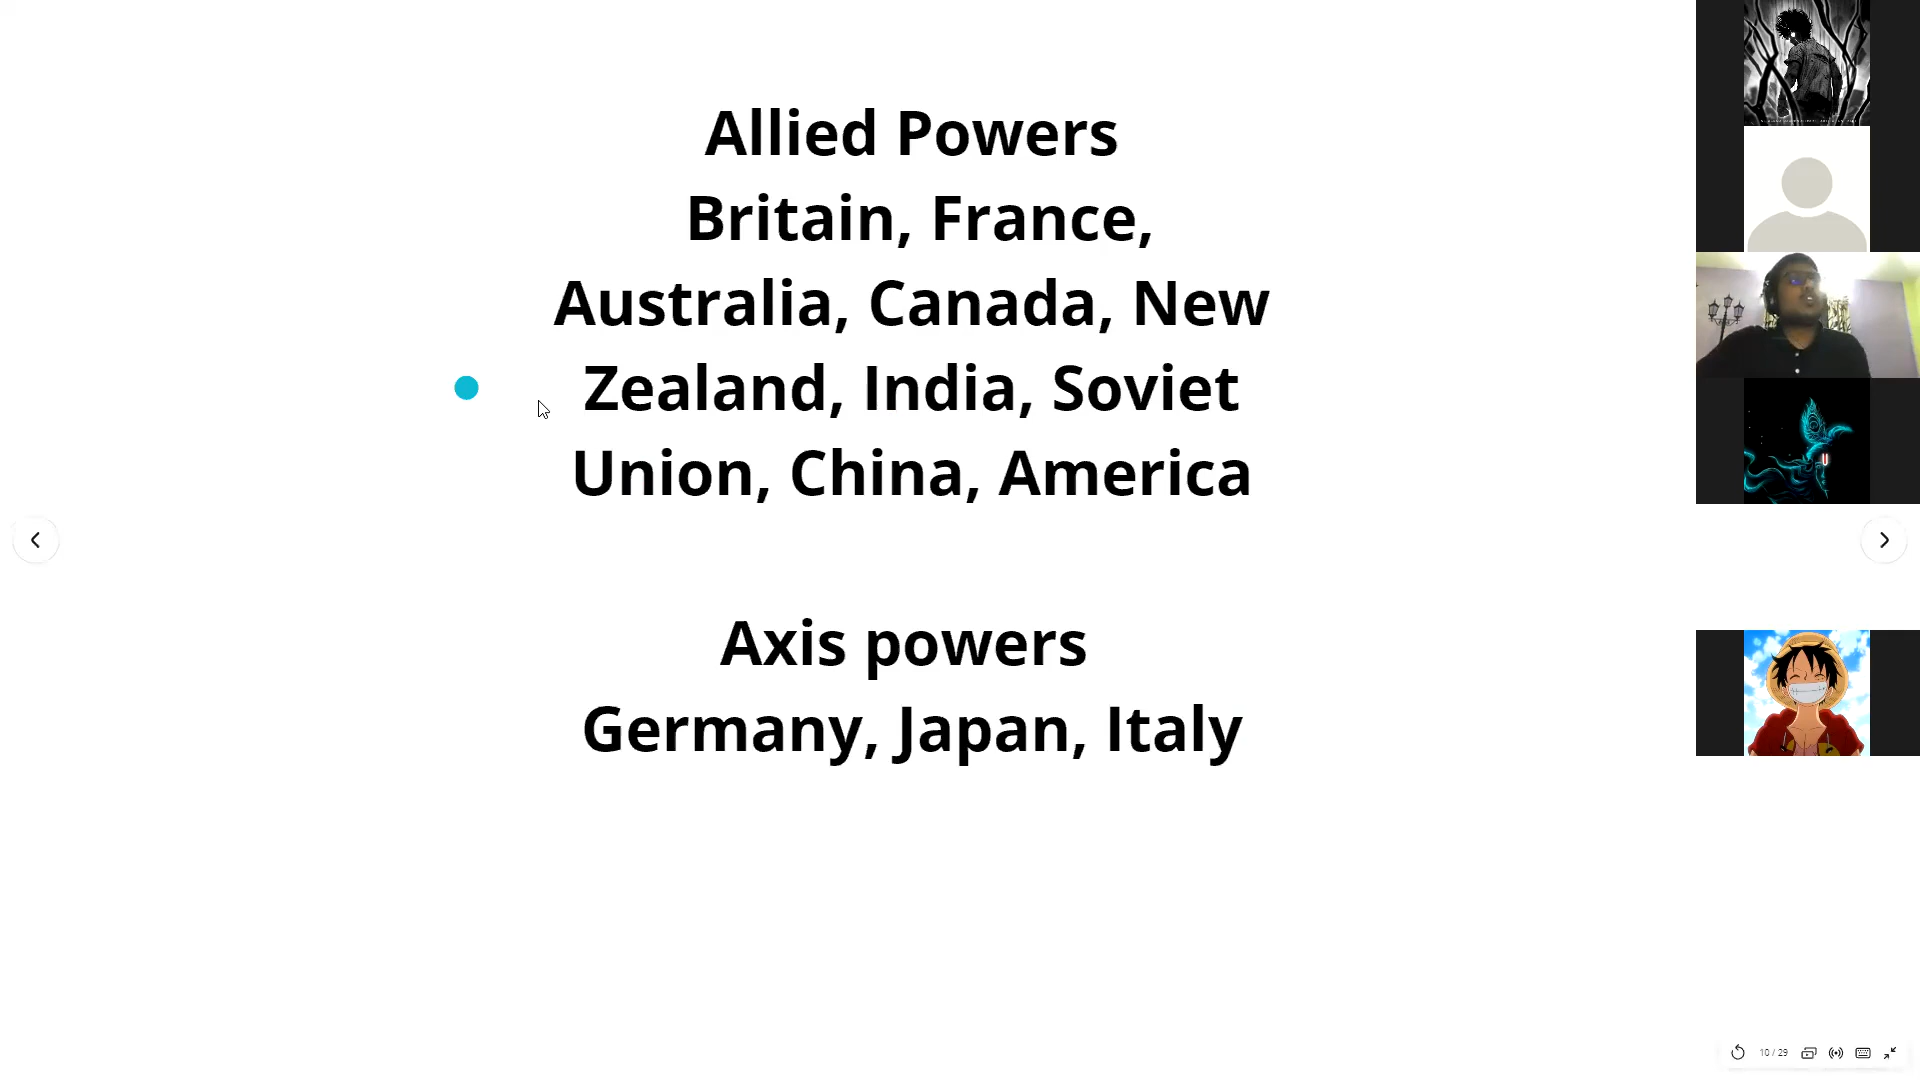 Allied Powers
Britain, France,
Australia, Canada, New
Zealand, India, Soviet
Union, China, America
Axis powers
Germany, Japan, Italy
10 / 29